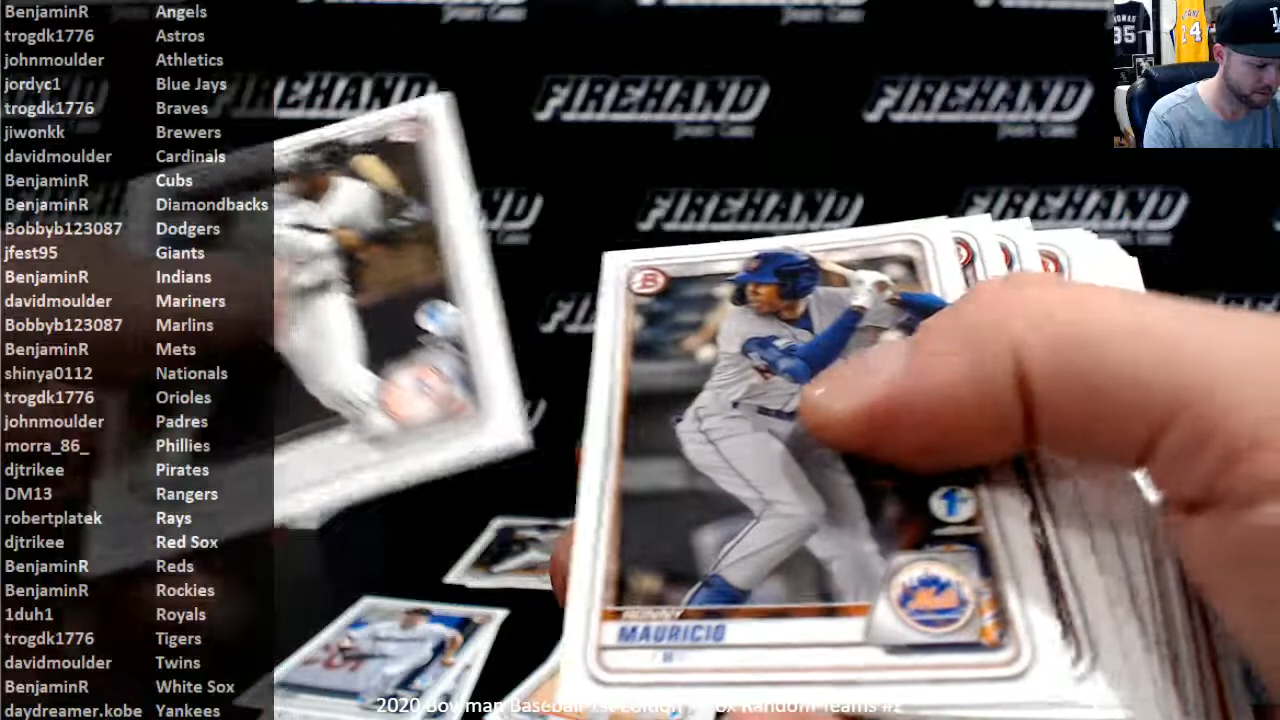 BenjaminR Angels
trogdk1776 Astros
johnmoulder Athletics
jordyc1 Blue Jays
trogdk1776 Braves
jiwonkk Brewers
davidmoulder Cardinals
BenjaminR Cubs
BenjaminR Diamondbacks
Bobbyb123087 Dodgers
jfest95 Giants
BenjaminR Indians
davidmoulder Mariners
Bobbyb123087 Marlins
BenjaminR Mets
shinya0112 Nationals
trogdk1776 Orioles
johnmoulder Padres
morra_86_ Phillies
djtrikee Pirates
DM13 Rangers
robertplatek Rays
djtrikee Red Sox
BenjaminR Reds
BenjaminR Rockies
1duh1 Royals
trogdk1776 Tigers
davidmoulder Twins
BenjaminR White Sox
daydreamer.kobe Yankees
FIREHAND
FIREHAND
FIREHAND
FIREHAND
FIREHAND
B
1st
RONNY
MAURICIO
Mets
2020 Bowman Baseball 1st Edition Random Teams